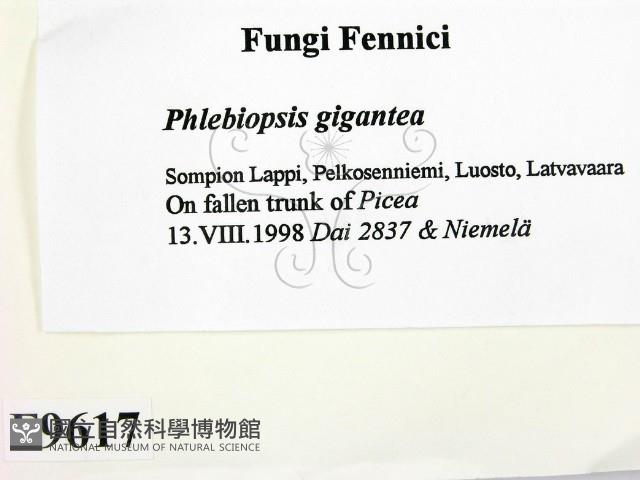 Fungi Fennici
Phlebiopsis gigantea
Sompion Lappi, Pelkosenniemi, Luosto, Latvavaara
On fallen trunk of Picea
13.VIII.1998 Dai 2837 & Niemelä
F9617
國立自然科學博物館
NATIONAL MUSEUM OF NATURAL SCIENCE